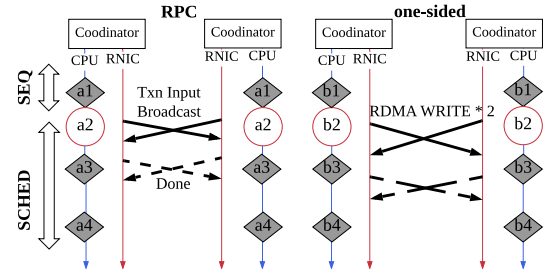 RPC
one-sided
Coodinator
Coodinator
Coodinator
Coodinator
CPU
RNIC
RNIC
CPU
CPU
RNIC
RNIC
CPU
SEQ
a1
Txn Input
Broadcast
a1
b1
RDMA WRITE * 2
b1
a2
a2
b2
b2
SCHED
a3
Done
a3
b3
b3
a4
a4
b4
b4